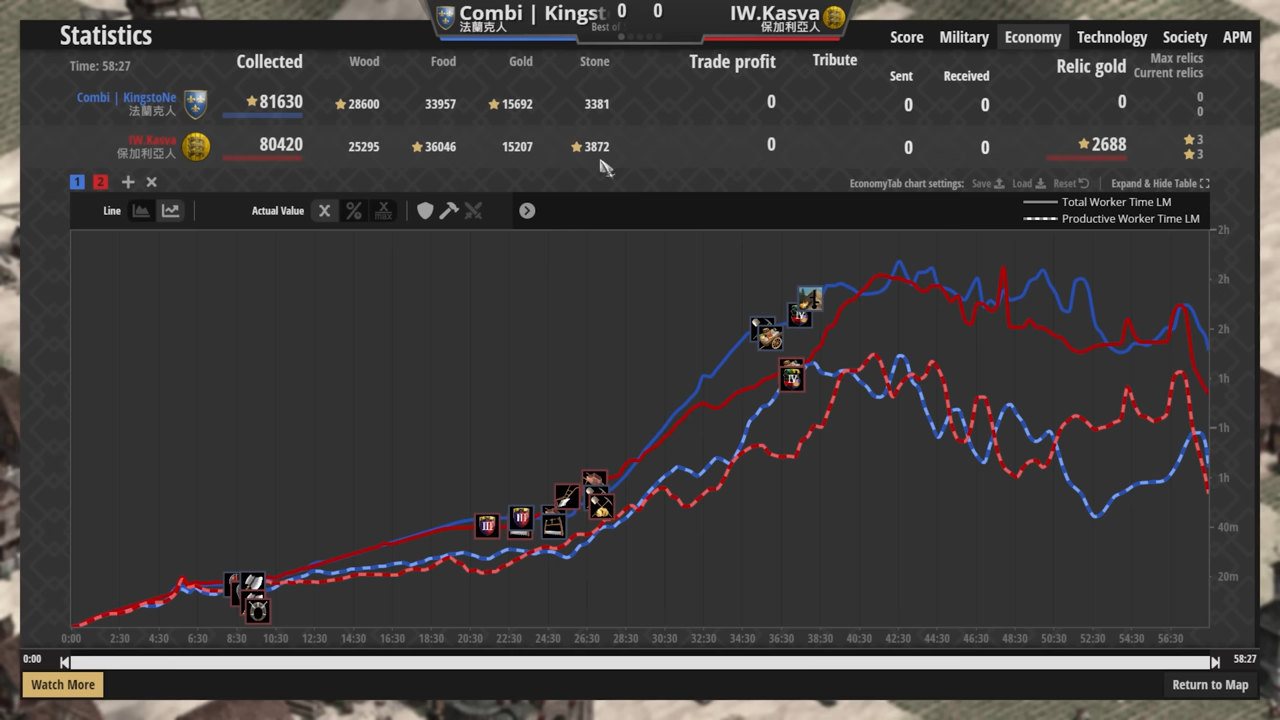 Combi | Kingst 0 0 IW.Kasva
法蘭克人 Best of 保加利亞人
Statistics
Score Military Economy Technology Society APM
Time: 58:27
Collected Wood Food Gold Stone Trade profit Tribute Sent Received Relic gold Max relics
Current relics
Combi | KingstoNe 81630 28600 33957 15692 3381 0 0 0 0 0
法蘭克人 0
IW.Kasva 80420 25295 36046 15207 3872 0 0 0 2688 3
保加利亞人 3
1 2 + ×
EconomyTab chart settings: Save Load Reset Expand & Hide Table
Line Actual Value X % X/max
Total Worker Time LM
Productive Worker Time LM
2h
2h
2h
1h
1h
1h
40m
20m
III III IV IV
0:00 2:30 4:30 6:30 8:30 10:30 12:30 14:30 16:30 18:30 20:30 22:30 24:30 26:30 28:30 30:30 32:30 34:30 36:30 38:30 40:30 42:30 44:30 46:30 48:30 50:30 52:30 54:30 56:30
0:00 58:27
Watch More Return to Map